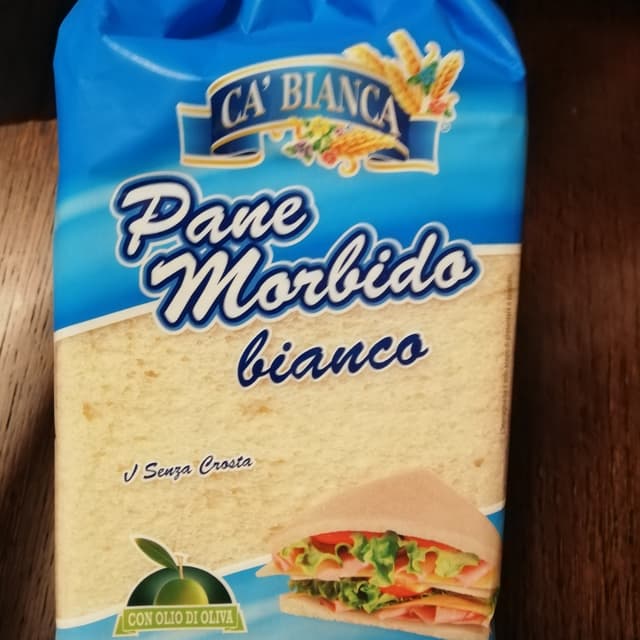 CA' BIANCA
Pane
Morbido
bianco
√ Senza Crosta
CON OLIO DI OLIVA